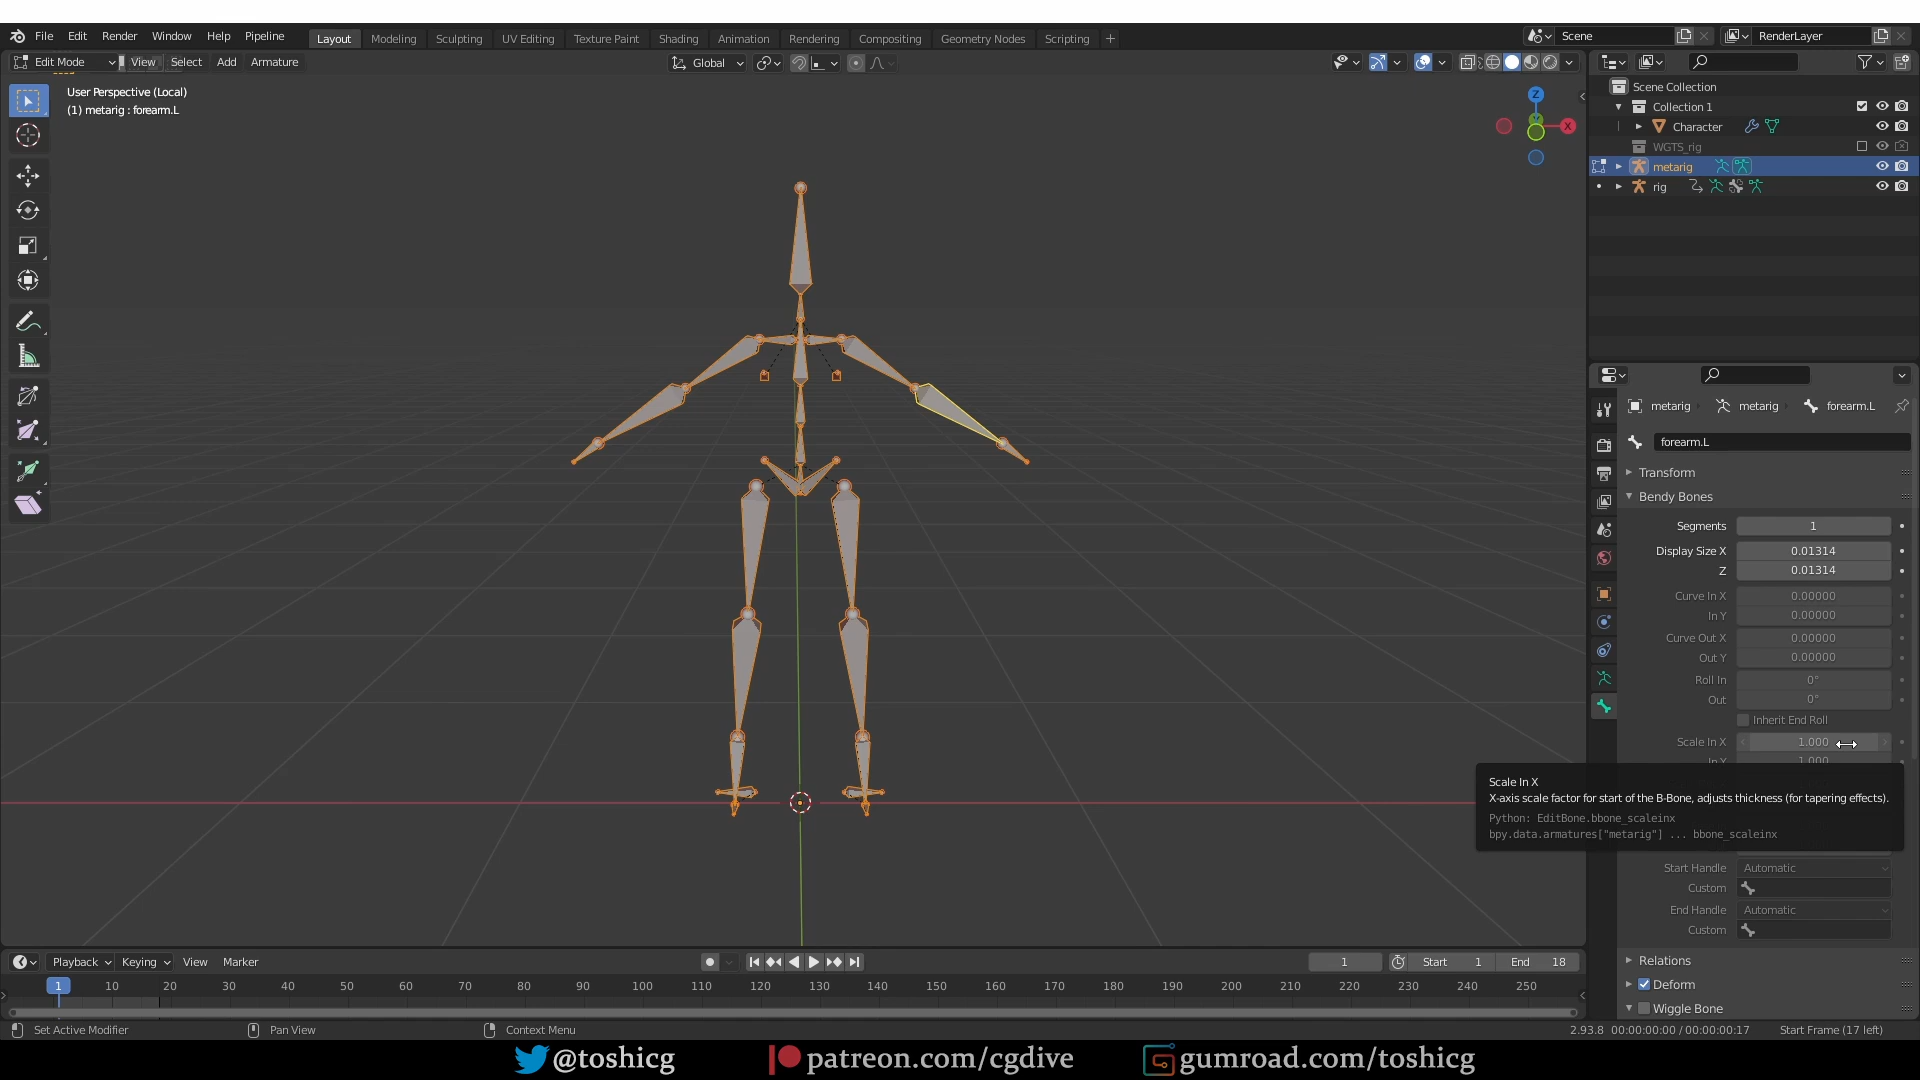 File Edit Render Window Help Pipeline
Layout Modeling Sculpting UV Editing Texture Paint Shading Animation Rendering Compositing Geometry Nodes Scripting
Scene
RenderLayer
Edit Mode View Select Add Armature
Global
User Perspective (Local)
(1) metarig : forearm.L
Z
X
Scene Collection
Collection 1
Character
WGTS_rig
metarig
rig
metarig metarig forearm.L
forearm.L
Transform
Bendy Bones
Segments 1
Display Size X 0.01314
Z 0.01314
Curve In X 0.00000
In Y 0.00000
Curve Out X 0.00000
Out Y 0.00000
Roll In 0°
Out 0°
Inherit End Roll
Scale In X 1.000
In Y 1.000
Scale In X
X-axis scale factor for start of the B-Bone, adjusts thickness (for tapering effects).
Python: EditBone.bbone_scaleinx
bpy.data.armatures["metarig"] ... bbone_scaleinx
Start Handle Automatic
Custom
End Handle Automatic
Custom
Relations
Deform
Wiggle Bone
Playback Keying View Marker
1 Start 1 End 18
1 10 20 30 40 50 60 70 80 90 100 110 120 130 140 150 160 170 180 190 200 210 220 230 240 250
Set Active Modifier Pan View Context Menu
2.93.8 00:00:00:00 / 00:00:00:17 Start Frame (17 left)
@toshicg patreon.com/cgdive gumroad.com/toshicg